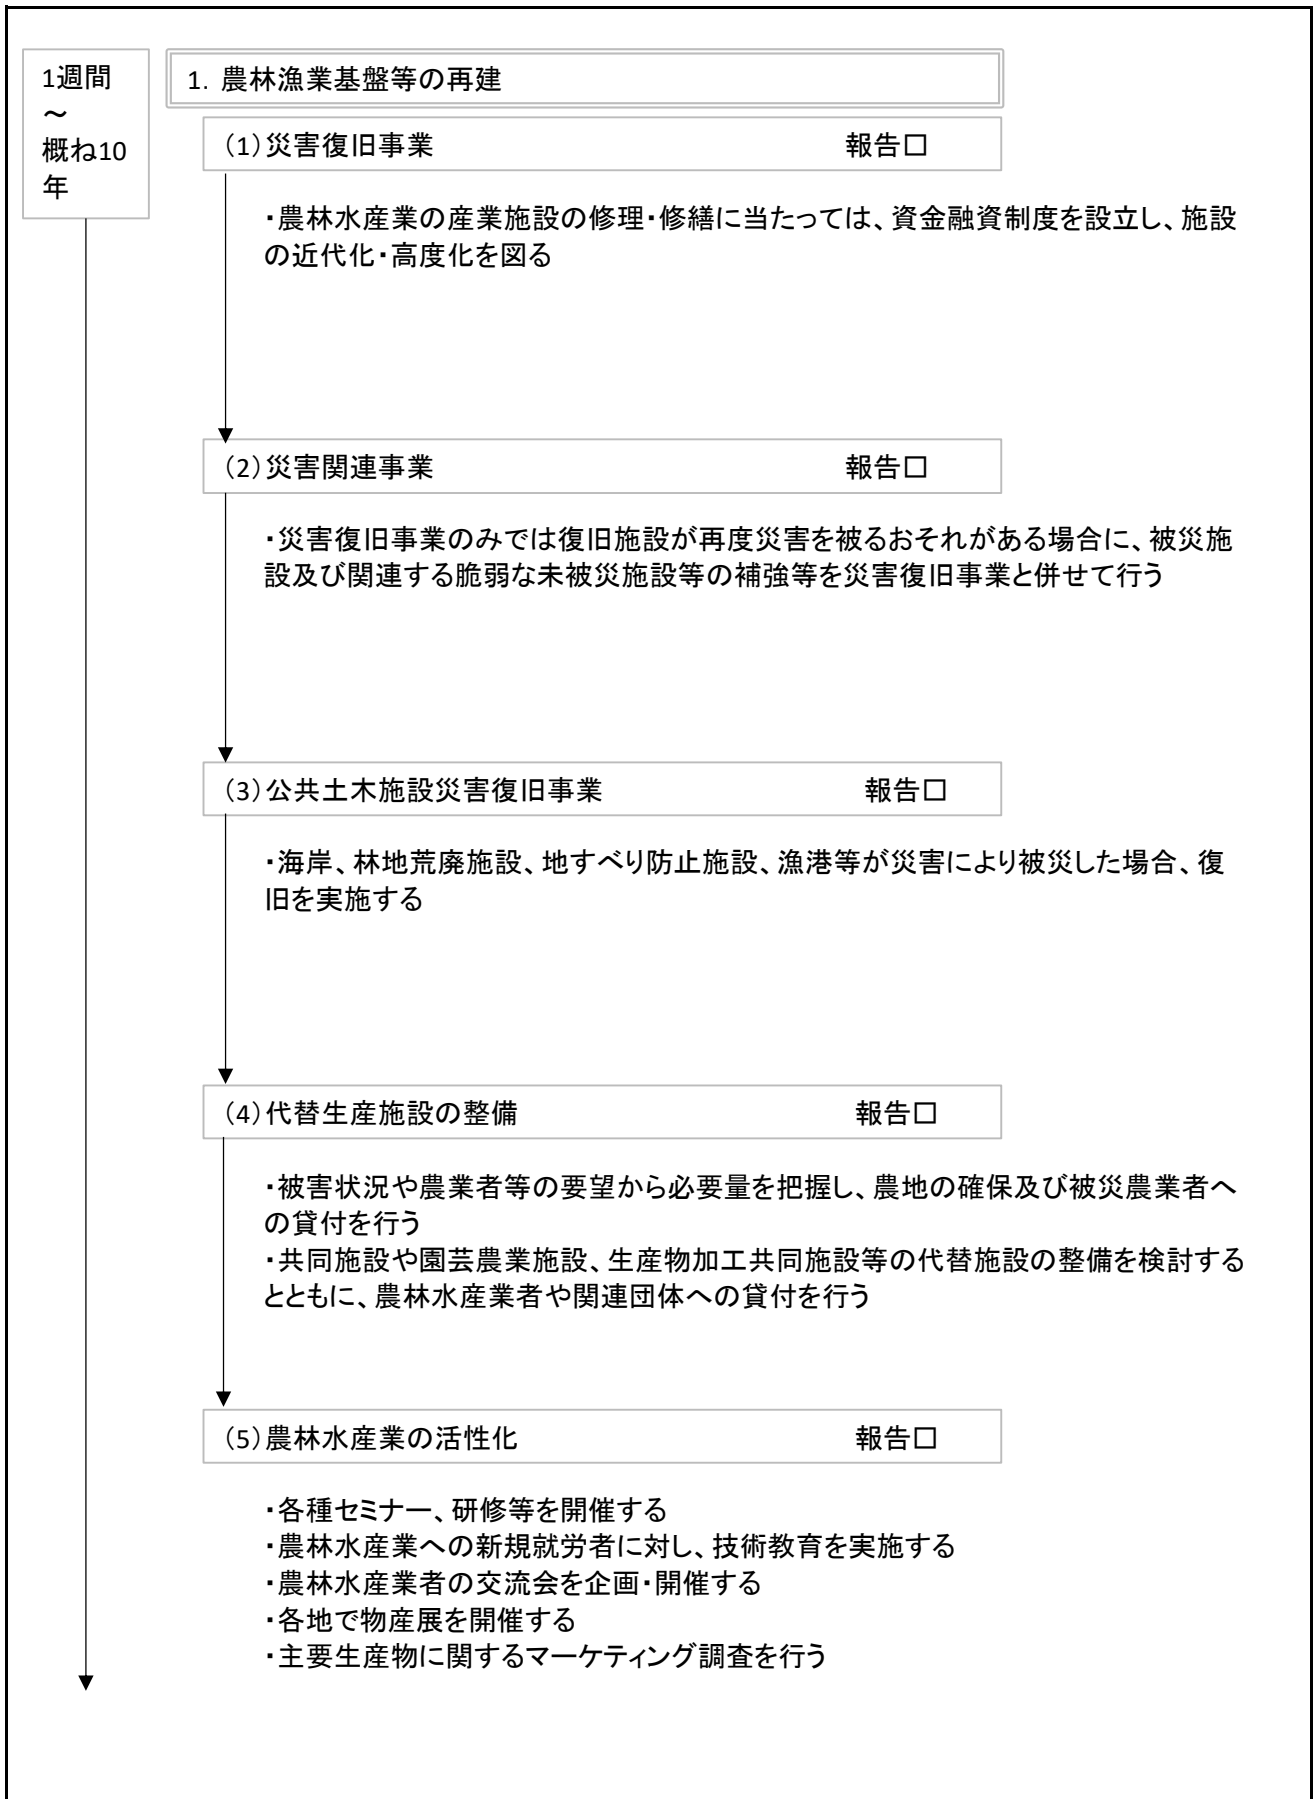 1週間
～
概ね10
年
1. 農林漁業基盤等の再建
(1)災害復旧事業 報告□
・農林水産業の産業施設の修理・修繕に当たっては、資金融資制度を設立し、施設
の近代化・高度化を図る
(2)災害関連事業 報告□
・災害復旧事業のみでは復旧施設が再度災害を被るおそれがある場合に、被災施
設及び関連する脆弱な未被災施設等の補強等を災害復旧事業と併せて行う
(3)公共土木施設災害復旧事業 報告□
・海岸、林地荒廃施設、地すべり防止施設、漁港等が災害により被災した場合、復
旧を実施する
(4)代替生産施設の整備 報告□
・被害状況や農業者等の要望から必要量を把握し、農地の確保及び被災農業者へ
の貸付を行う
・共同施設や園芸農業施設、生産物加工共同施設等の代替施設の整備を検討する
とともに、農林水産業者や関連団体への貸付を行う
(5)農林水産業の活性化 報告□
・各種セミナー、研修等を開催する
・農林水産業への新規就労者に対し、技術教育を実施する
・農林水産業者の交流会を企画・開催する
・各地で物産展を開催する
・主要生産物に関するマーケティング調査を行う